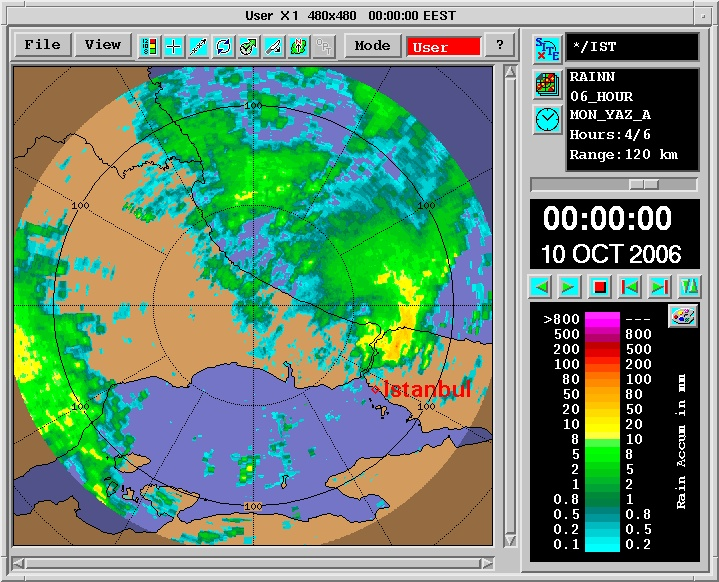 User X 1 480x480 00:00:00 EEST
File View Mode User ?
SITE
*/IST
RAINN
06_HOUR
MON_YAZ_A
Hours:4/6
Range:120 km
00:00:00
10 OCT 2006
>800 ---
500 800
200 500
100 200
80 100
50 80
20 50
10 20
8 10
5 8
2 5
1 2
0.8 1
0.5 0.8
0.2 0.5
0.1 0.2
Rain Accum in mm
100
100
100
Istanbul
100
100
100